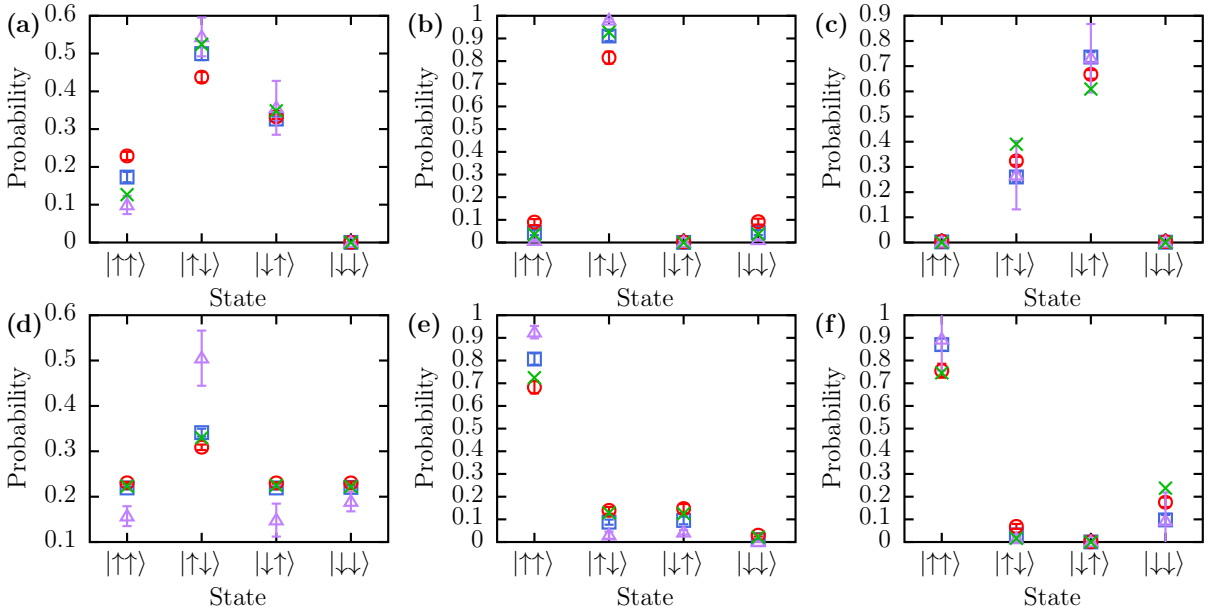 (a)
Probability
0.6
0.5
0.4
0.3
0.2
0.1
0
|↑↑⟩ |↑↓⟩ |↓↑⟩ |↓↓⟩
State
(b)
Probability
1
0.9
0.8
0.7
0.6
0.5
0.4
0.3
0.2
0.1
0
|↑↑⟩ |↑↓⟩ |↓↑⟩ |↓↓⟩
State
(c)
Probability
0.9
0.8
0.7
0.6
0.5
0.4
0.3
0.2
0.1
0
|↑↑⟩ |↑↓⟩ |↓↑⟩ |↓↓⟩
State
(d)
Probability
0.6
0.5
0.4
0.3
0.2
0.1
|↑↑⟩ |↑↓⟩ |↓↑⟩ |↓↓⟩
State
(e)
Probability
1
0.9
0.8
0.7
0.6
0.5
0.4
0.3
0.2
0.1
0
|↑↑⟩ |↑↓⟩ |↓↑⟩ |↓↓⟩
State
(f)
Probability
1
0.9
0.8
0.7
0.6
0.5
0.4
0.3
0.2
0.1
0
|↑↑⟩ |↑↓⟩ |↓↑⟩ |↓↓⟩
State